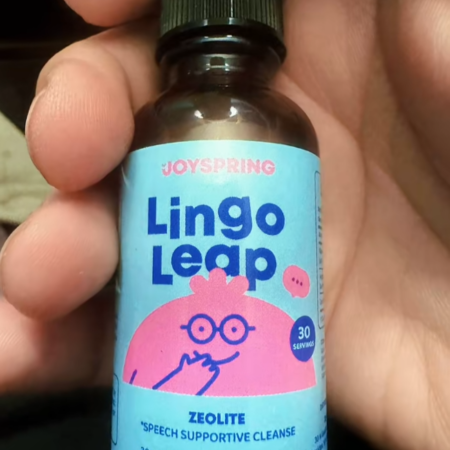 JOYSPRING
Lingo
Leap
30
SERVINGS
ZEOLITE
*SPEECH SUPPORTIVE CLEANSE